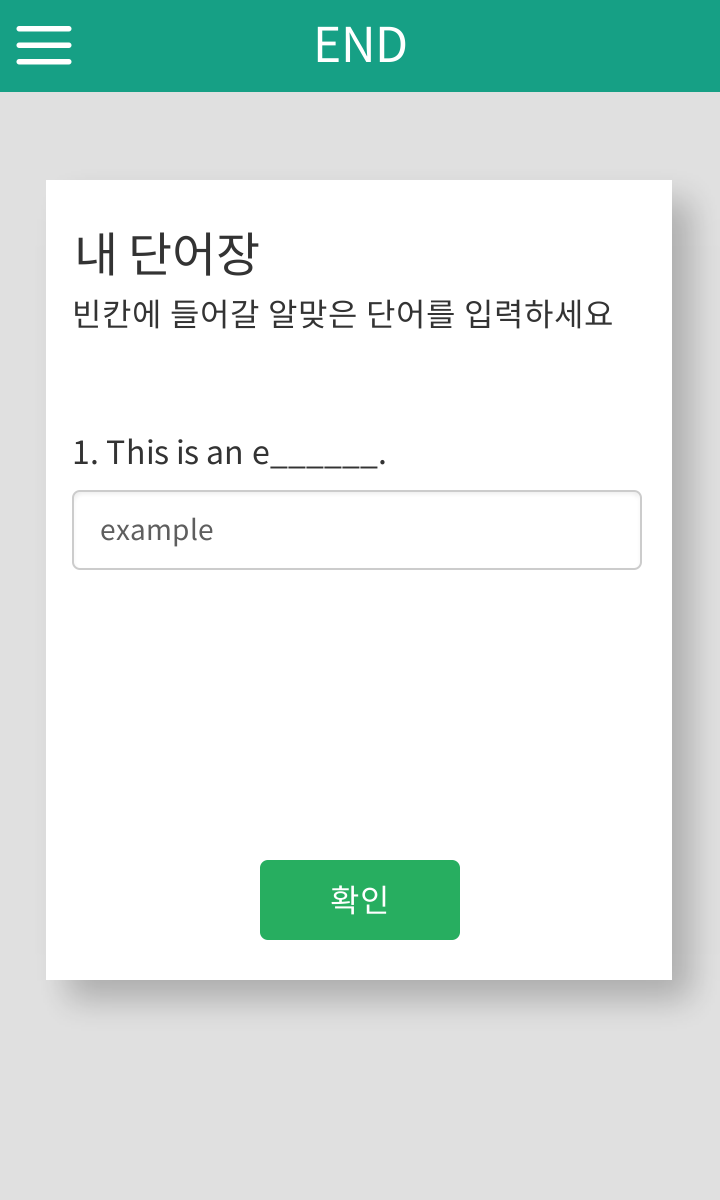 END
내 단어장
빈칸에 들어갈 알맞은 단어를 입력하세요
1. This is an e______.
example
확인